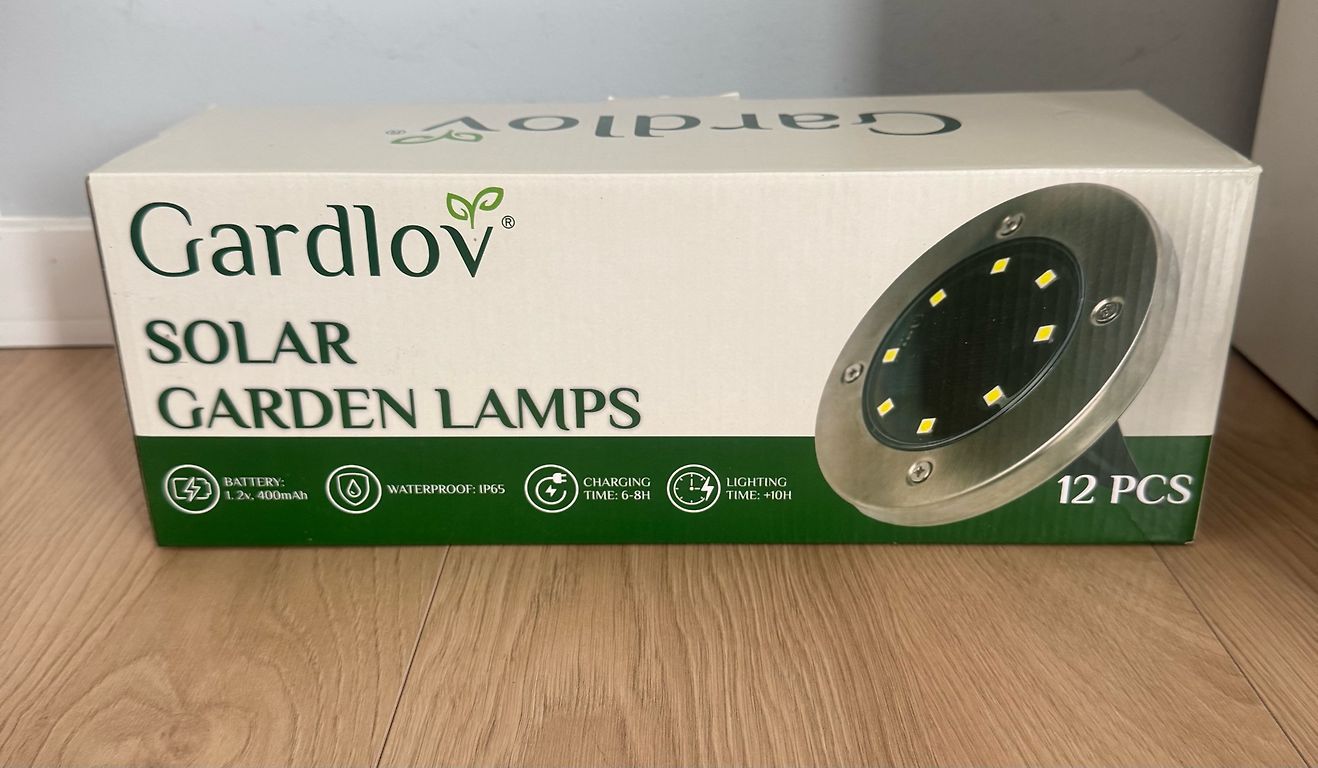 Gardlov®
Gardlov®
SOLAR
GARDEN LAMPS
BATTERY:
1.2v, 400mAh
WATERPROOF: IP65
CHARGING
TIME: 6-8H
LIGHTING
TIME: +10H
12 PCS